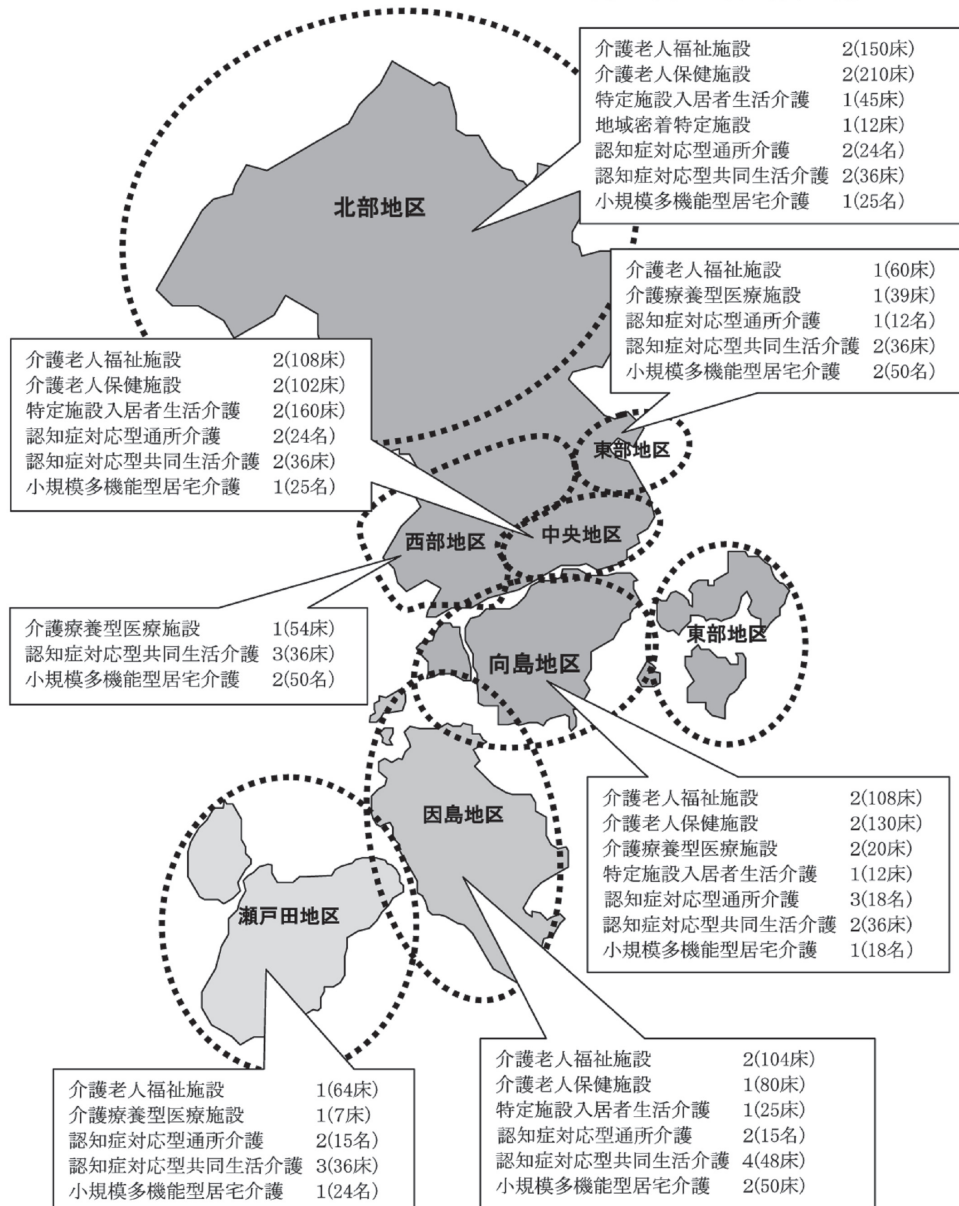 介護老人福祉施設 2(150床)
介護老人保健施設 2(210床)
特定施設入居者生活介護 1(45床)
地域密着特定施設 1(12床)
認知症対応型通所介護 2(24名)
認知症対応型共同生活介護 2(36床)
小規模多機能型居宅介護 1(25名)
北部地区
介護老人福祉施設 1(60床)
介護療養型医療施設 1(39床)
認知症対応型通所介護 1(12名)
認知症対応型共同生活介護 2(36床)
小規模多機能型居宅介護 2(50名)
介護老人福祉施設 2(108床)
介護老人保健施設 2(102床)
特定施設入居者生活介護 2(160床)
認知症対応型通所介護 2(24名)
認知症対応型共同生活介護 2(36床)
小規模多機能型居宅介護 1(25名)
東部地区
中央地区
西部地区
介護療養型医療施設 1(54床)
認知症対応型共同生活介護 3(36床)
小規模多機能型居宅介護 2(50名)
東部地区
向島地区
介護老人福祉施設 2(108床)
介護老人保健施設 2(130床)
介護療養型医療施設 2(20床)
特定施設入居者生活介護 1(12床)
認知症対応型通所介護 3(18名)
認知症対応型共同生活介護 2(36床)
小規模多機能型居宅介護 1(18名)
因島地区
瀬戸田地区
介護老人福祉施設 2(104床)
介護老人保健施設 1(80床)
特定施設入居者生活介護 1(25床)
認知症対応型通所介護 2(15名)
認知症対応型共同生活介護 4(48床)
小規模多機能型居宅介護 2(50床)
介護老人福祉施設 1(64床)
介護療養型医療施設 1(7床)
認知症対応型通所介護 2(15名)
認知症対応型共同生活介護 3(36床)
小規模多機能型居宅介護 1(24名)